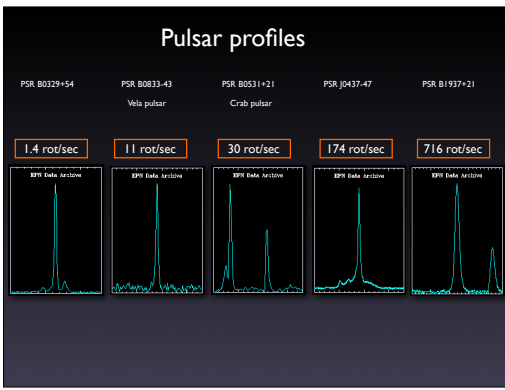 Pulsar profiles
PSR B0329+54 PSR B0833-43 PSR B0531+21 PSR J0437-47 PSR B1937+21
Vela pulsar Crab pulsar
1.4 rot/sec 11 rot/sec 30 rot/sec 174 rot/sec 716 rot/sec
EPN Data Archive EPN Data Archive EPN Data Archive EPN Data Archive EPN Data Archive